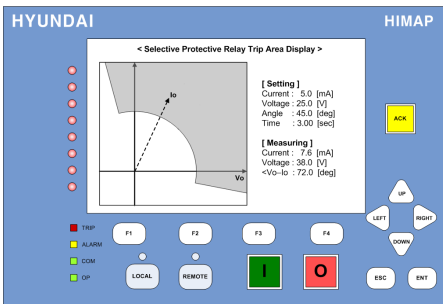 HYUNDAI
HIMAP
< Selective Protective Relay Trip Area Display >
Io
Vo
[ Setting ]
Current : 5.0 [mA]
Voltage : 25.0 [V]
Angle : 45.0 [deg]
Time : 3.00 [sec]
[ Measuring ]
Current : 7.6 [mA]
Voltage : 38.0 [V]
<Vo–Io : 72.0 [deg]
ACK
UP
LEFT
RIGHT
DOWN
ESC
ENT
TRIP
ALARM
COM
OP
F1
F2
F3
F4
LOCAL
REMOTE
I
O